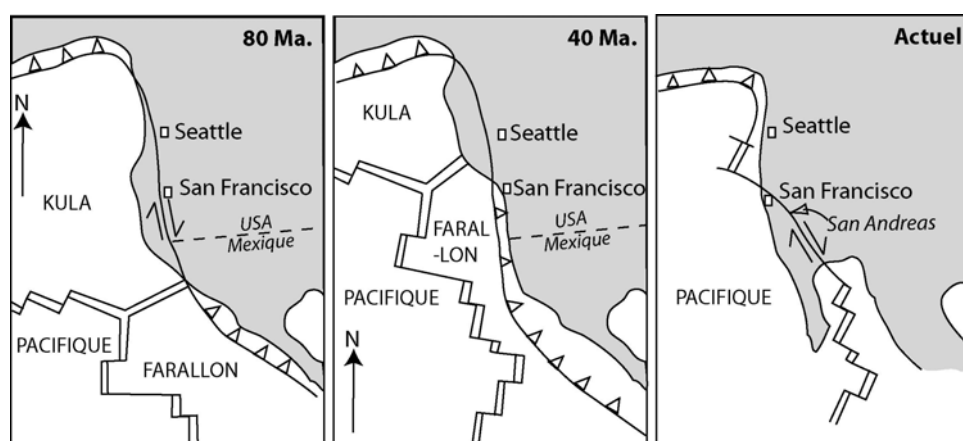 80 Ma.
N
Seattle
San Francisco
KULA
USA
Mexique
PACIFIQUE
FARALLON
40 Ma.
KULA
Seattle
San Francisco
FARAL
-LON
USA
Mexique
PACIFIQUE
N
Actuel
Seattle
San Francisco
San Andreas
PACIFIQUE